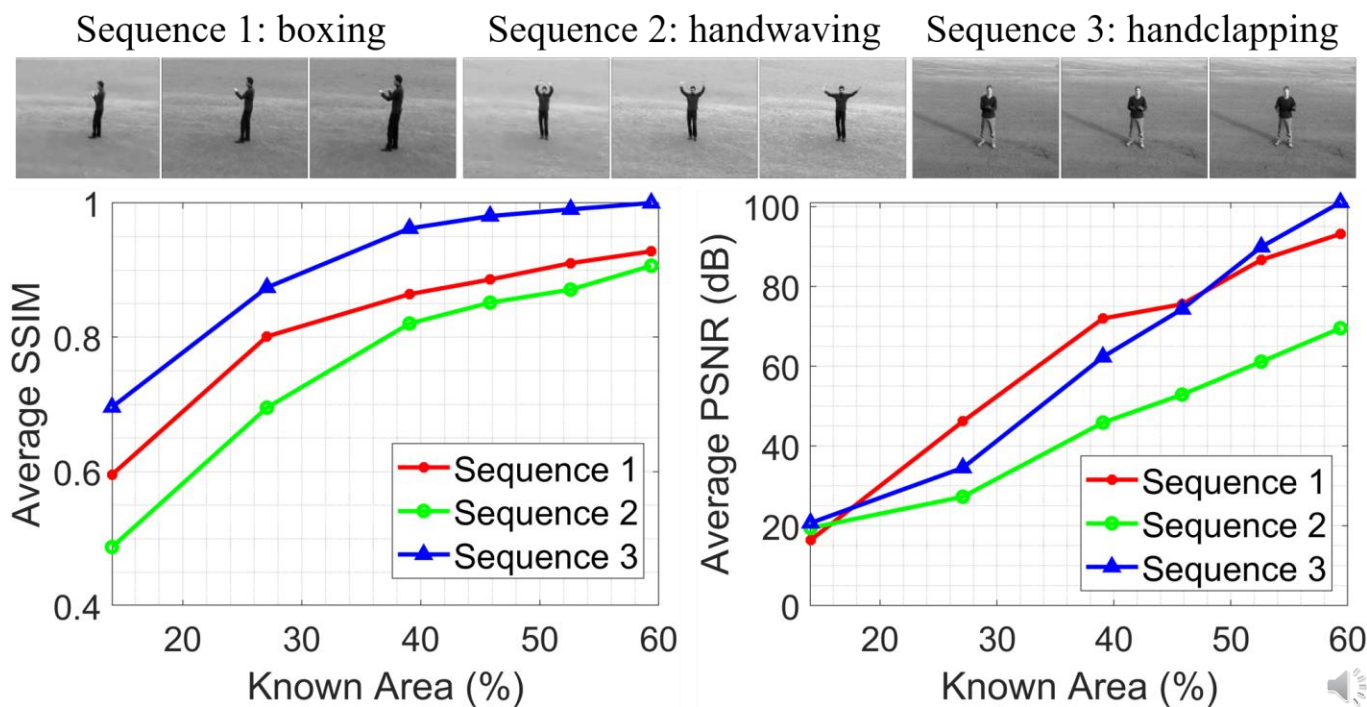 Sequence 1: boxing
Sequence 2: handwaving
Sequence 3: handclapping
1
0.8
0.6
0.4
Average SSIM
Sequence 1
Sequence 2
Sequence 3
20 30 40 50 60
Known Area (%)
100
80
60
40
20
0
Average PSNR (dB)
Sequence 1
Sequence 2
Sequence 3
20 30 40 50 60
Known Area (%)